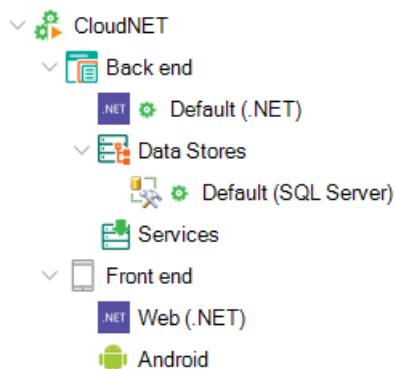 CloudNET
Back end
.NET Default (.NET)
Data Stores
Default (SQL Server)
Services
Front end
.NET Web (.NET)
Android